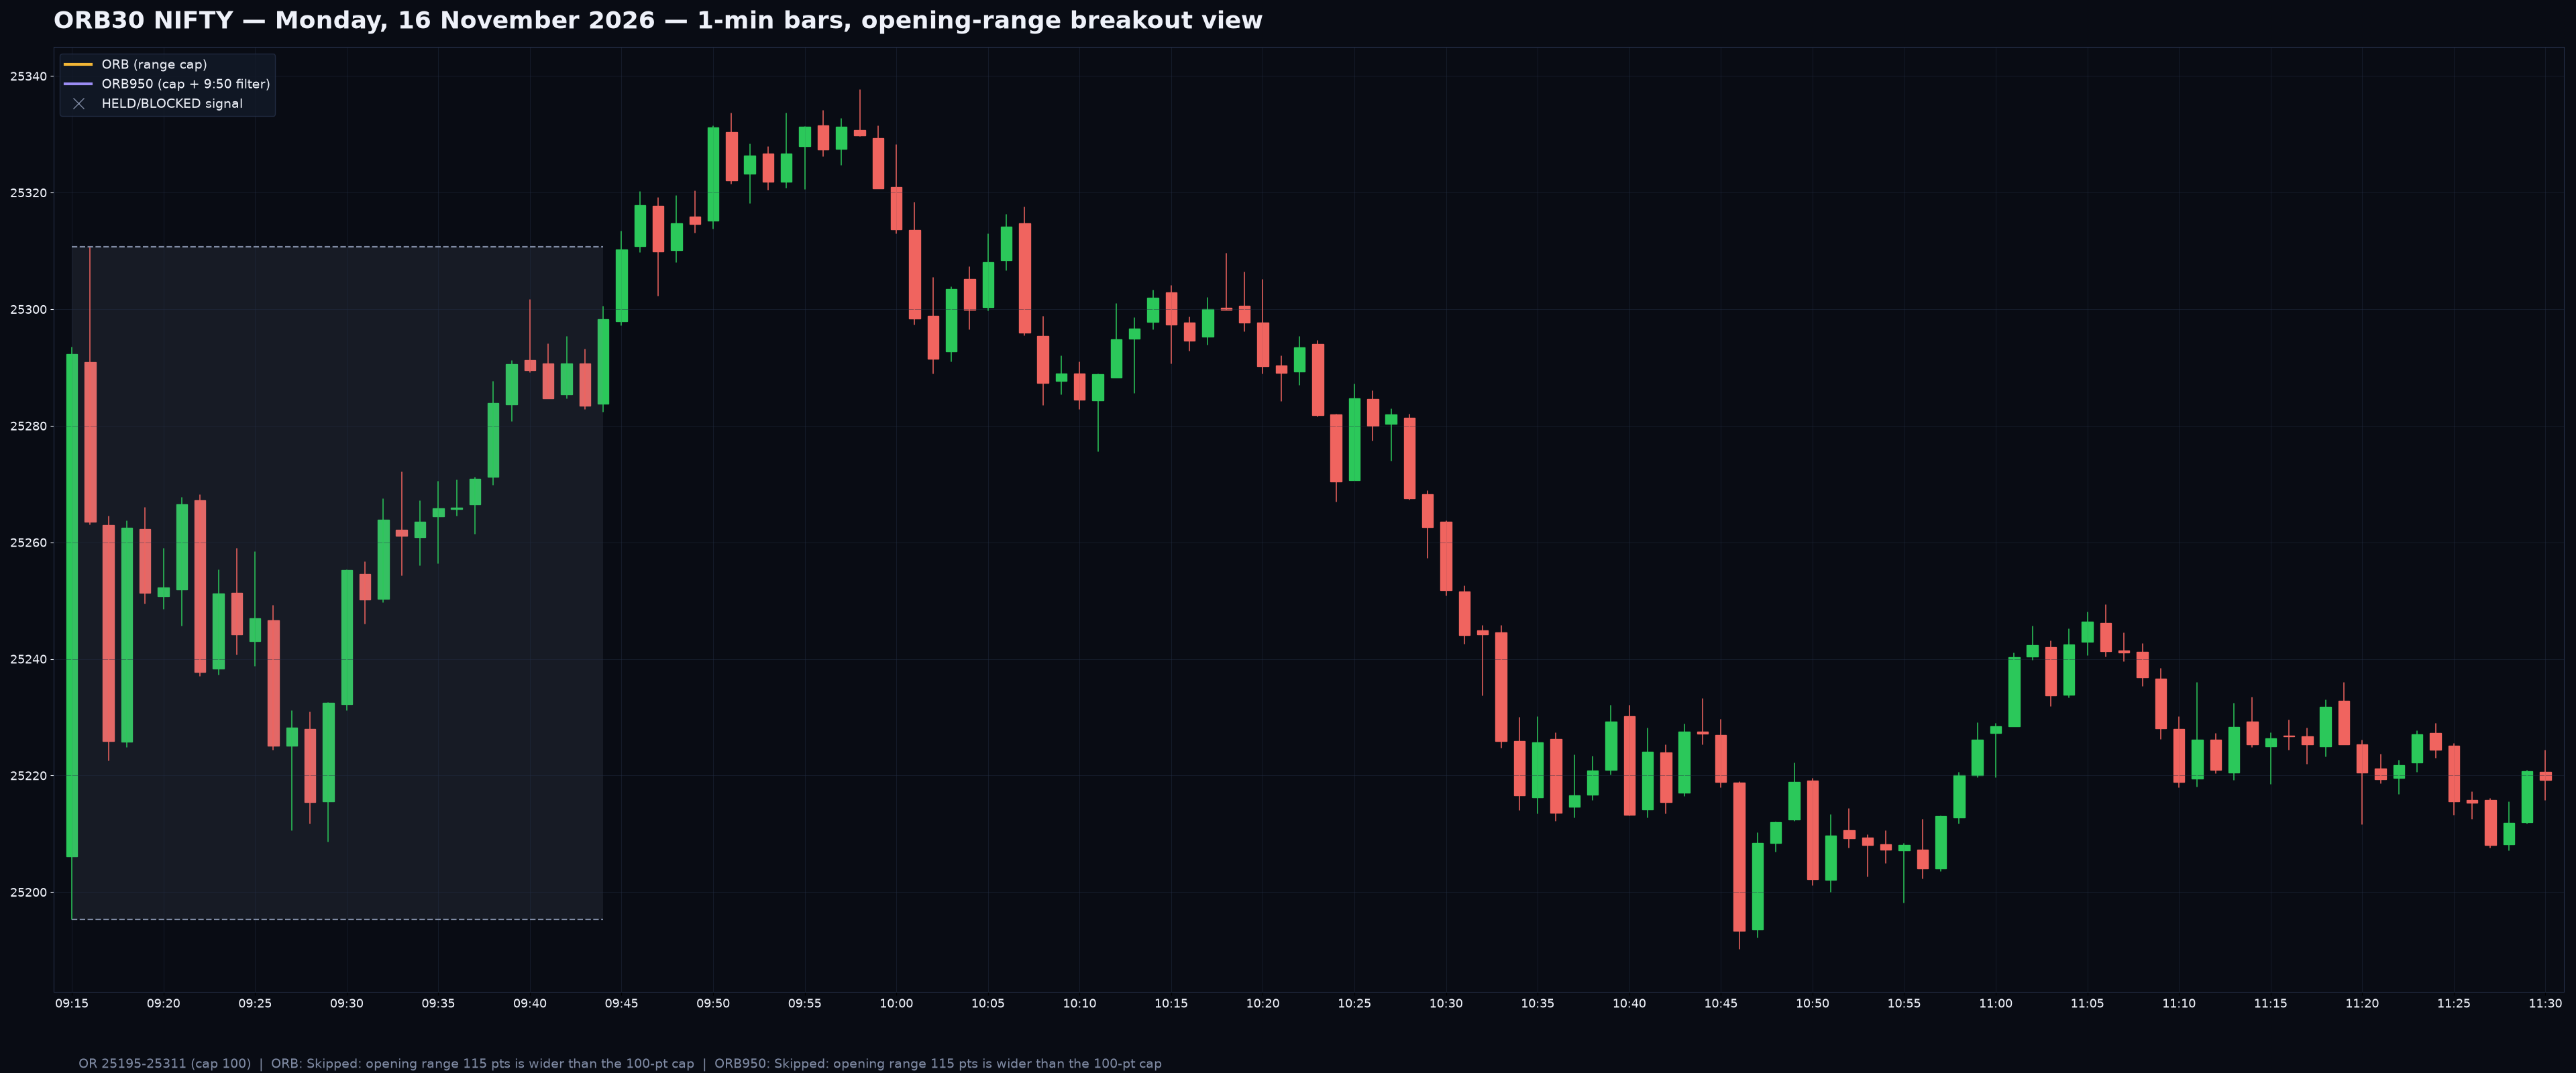 ORB30 NIFTY — Monday, 16 November 2026 — 1-min bars, opening-range breakout view
ORB (range cap)
ORB950 (cap + 9:50 filter)
HELD/BLOCKED signal
25340
25320
25300
25280
25260
25240
25220
25200
09:15 09:20 09:25 09:30 09:35 09:40 09:45 09:50 09:55 10:00 10:05 10:10 10:15 10:20 10:25 10:30 10:35 10:40 10:45 10:50 10:55 11:00 11:05 11:10 11:15 11:20 11:25 11:30
OR 25195-25311 (cap 100) | ORB: Skipped: opening range 115 pts is wider than the 100-pt cap | ORB950: Skipped: opening range 115 pts is wider than the 100-pt cap